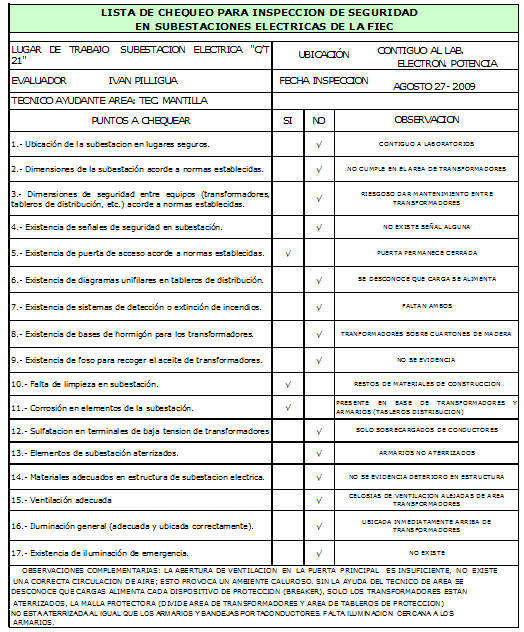 LISTA DE CHEQUEO PARA INSPECCION DE SEGURIDAD
EN SUBESTACIONES ELECTRICAS DE LA FIEC
LUGAR DE TRABAJO SUBESTACION ELECTRICA "C/T
21"
UBICACIÓN
CONTIGUO AL LAB.
ELECTRON. POTENCIA
EVALUADOR IVAN PILLIGUA
FECHA INSPECCION
AGOSTO 27- 2009
TECNICO AYUDANTE AREA: TEC. MANTILLA
PUNTOS A CHEQUEAR SI NO OBSERVACION
1.- Ubicación de la subestacion en lugares seguros. √ CONTIGUO A LABORATORIOS
2.- Dimensiones de la subestación acorde a normas establecidas. √ NO CUMPLE EN EL AREA DE TRANSFORMADORES
3.- Dimensiones de seguridad entre equipos (transformadores,
tableros de distribución, etc.) acorde a normas establecidas. √ RIESGOSO DAR MANTENIMIENTO ENTRE
TRANSFORMADORES
4.- Existencia de señales de seguridad en subestación. √ NO EXISTE SEÑAL ALGUNA
5.- Existencia de puerta de acceso acorde a normas establecidas. √ PUERTA PERMANECE CERRADA
6.- Existencia de diagramas unifilares en tableros de distribución. √ SE DESCONOCE QUE CARGA SE ALIMENTA
7.- Existencia de sistemas de detección o extinción de incendios. √ FALTAN AMBOS
8.- Existencia de bases de hormigón para los transformadores. √ TRANFORMADORES SOBRE CUARTONES DE MADERA
9.- Existencia de foso para recoger el aceite de transformadores. √ NO SE EVIDENCIA
10.- Falta de limpieza en subestación. √ RESTOS DE MATERIALES DE CONSTRUCCION
11.- Corrosión en elementos de la subestación. √ PRESENTE EN BASE DE TRANSFORMADORES Y
ARMARIOS (TABLEROS DISTRIBUCION)
12.- Sulfatacion en terminales de baja tension de transformadores √ SOLO SOBRECARGADOS DE CONDUCTORES
13.- Elementos de subestación aterrizados. √ ARMARIOS NO ATERRIZADOS
14.- Materiales adecuados en estructura de subestacion electrica. √ NO SE EVIDENCIA DETERIORO EN ESTRUCTURA
15.- Ventilación adecuada √ CELOSIAS DE VENTILACION ALEJADAS DE AREA
TRANSFORMADORES
16.- Iluminación general (adecuada y ubicada correctamente). √ UBICADA INMEDIATAMENTE ARRIBA DE
TRANSFORMADORES
17.- Existencia de iluminación de emergencia. √ NO EXISTE
OBSERVACIONES COMPLEMENTARIAS: LA ABERTURA DE VENTILACION EN LA PUERTA PRINCIPAL ES INSUFICIENTE, NO EXISTE
UNA CORRECTA CIRCULACION DE AIRE; ESTO PROVOCA UN AMBIENTE CALUROSO. SIN LA AYUDA DEL TECNICO DE AREA SE
DESCONOCE QUE CARGAS ALIMENTA CADA DISPOSITIVO DE PROTECCION (BREAKER), SOLO LOS TRANSFORMADORES ESTAN
ATERRIZADOS, LA MALLA PROTECTORA (DIVIDE AREA DE TRANSFORMADORES Y AREA DE TABLEROS DE PROTECCION)
NO ESTA ATERRIZADA AL IGUAL QUE LOS ARMARIOS Y BANDEJAS PORTACONDUCTORES. FALTA ILUMINACION CERCANA A LOS
ARMARIOS.